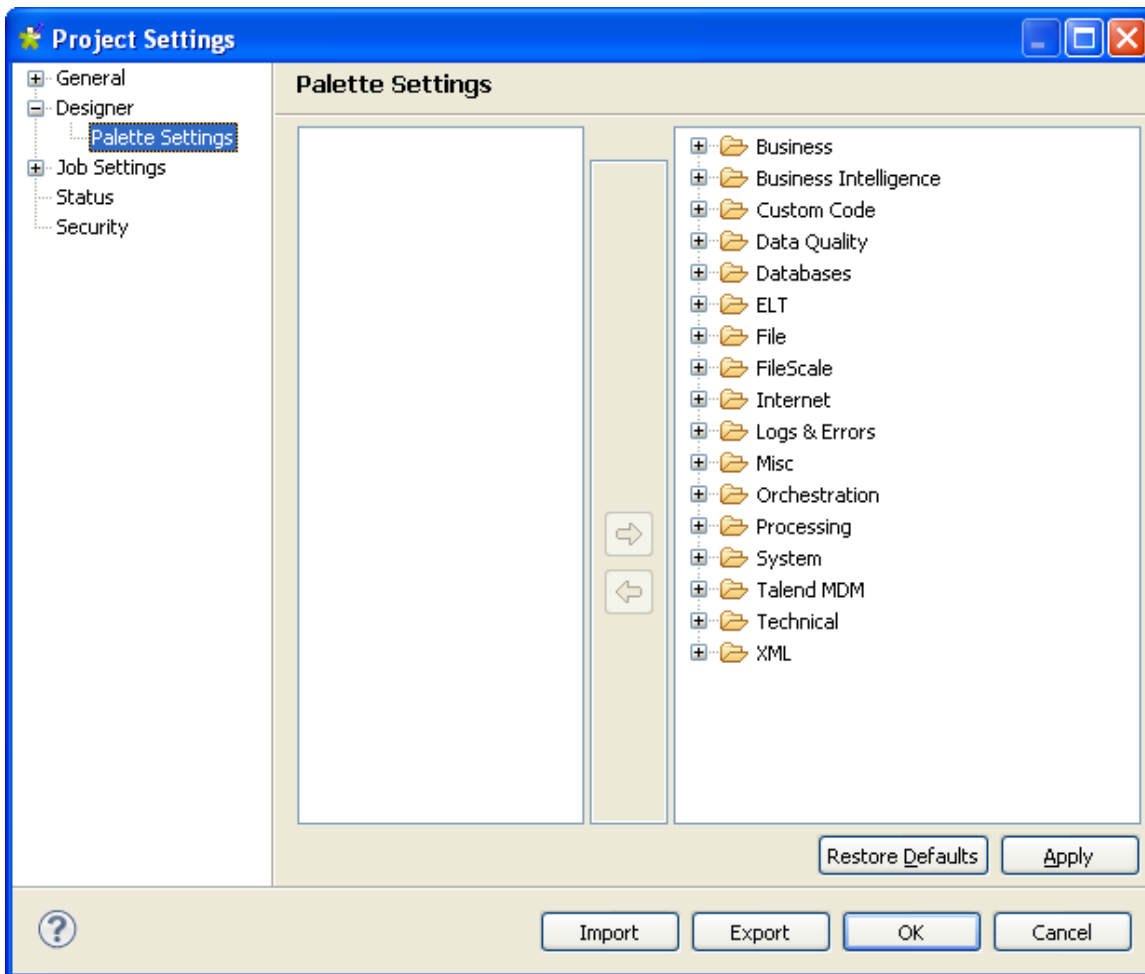 Project Settings
General
Designer
Palette Settings
Job Settings
Status
Security
Palette Settings
Business
Business Intelligence
Custom Code
Data Quality
Databases
ELT
File
FileScale
Internet
Logs & Errors
Misc
Orchestration
Processing
System
Talend MDM
Technical
XML
Restore Defaults Apply
? Import Export OK Cancel